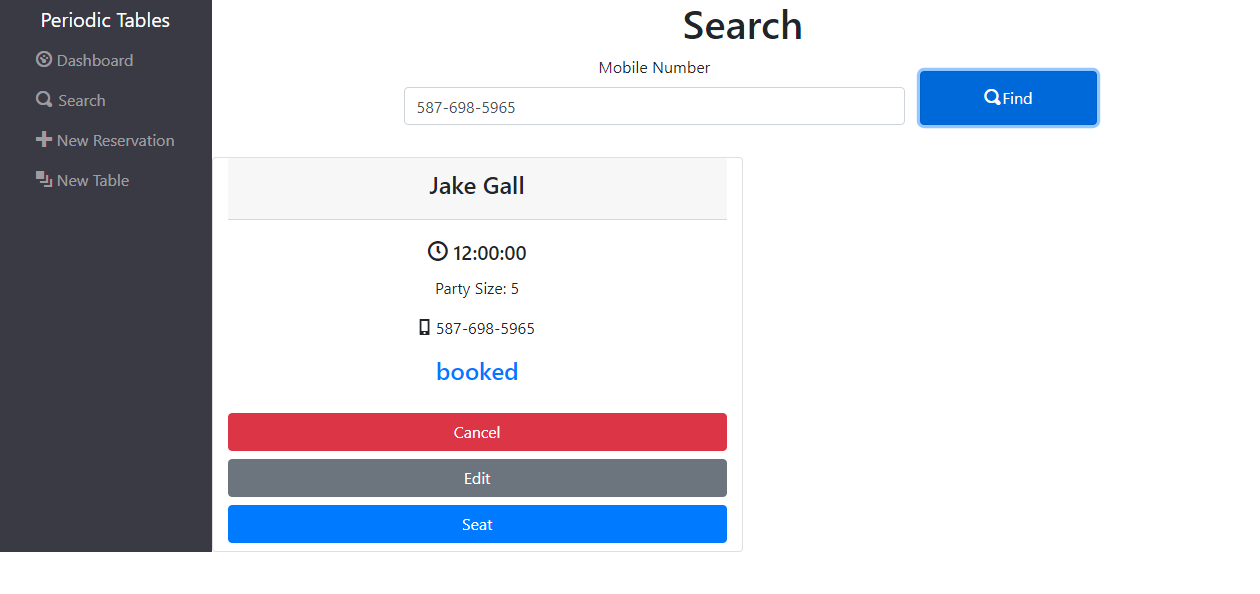 Periodic Tables
Dashboard
Search
New Reservation
New Table
Search
Mobile Number
587-698-5965
Find
Jake Gall
12:00:00
Party Size: 5
587-698-5965
booked
Cancel
Edit
Seat